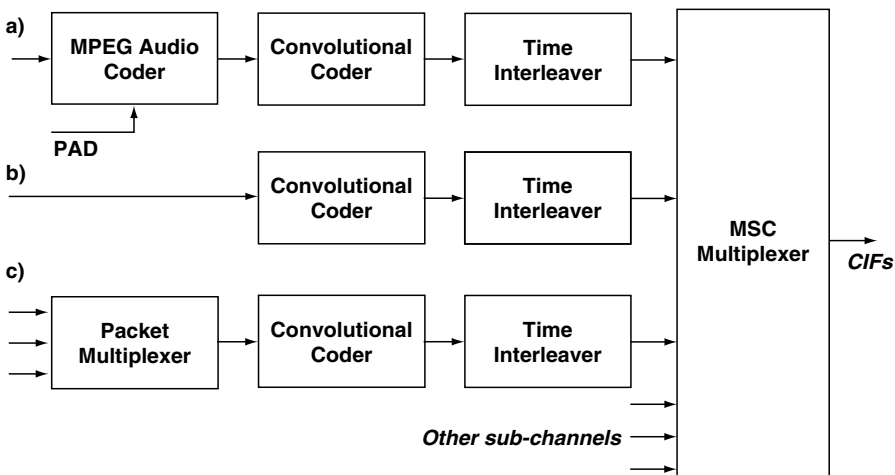 a)
MPEG Audio
Coder
Convolutional
Coder
Time
Interleaver
PAD
b)
Convolutional
Coder
Time
Interleaver
MSC
Multiplexer
CIFs
c)
Packet
Multiplexer
Convolutional
Coder
Time
Interleaver
Other sub-channels